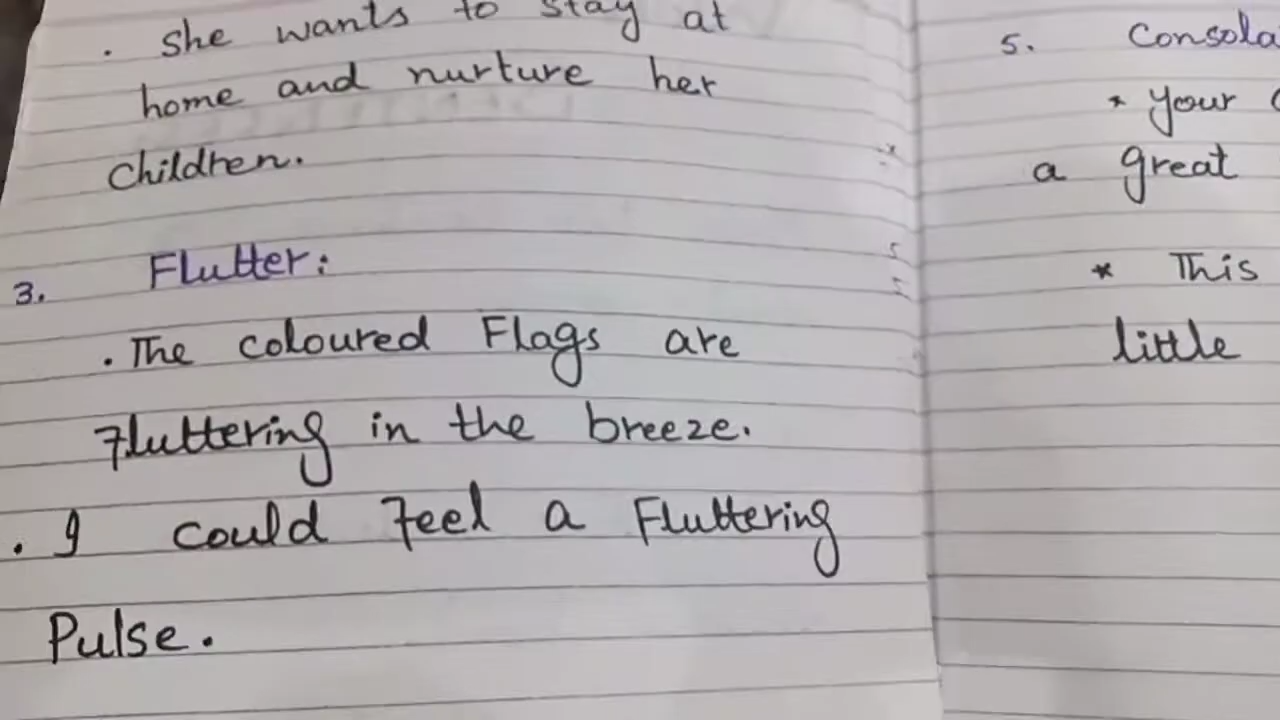 . She wants to stay at
home and nurture her
Children.
3. Flutter:
. The coloured Flags are
Fluttering in the breeze.
. I could Feel a Fluttering
Pulse.
5. Consola
* Your
a great
* This
little